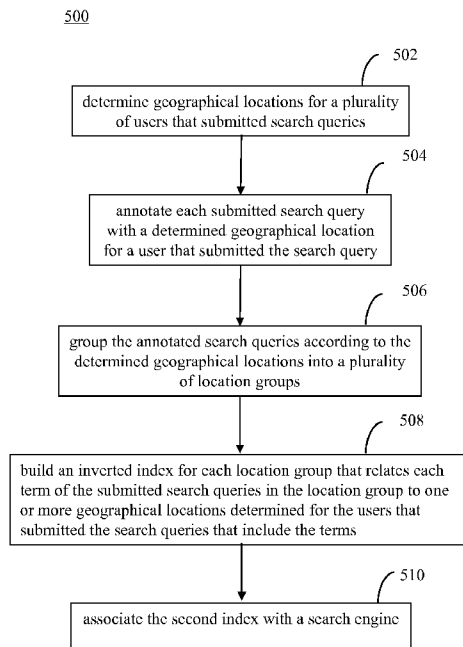 500
502
determine geographical locations for a plurality
of users that submitted search queries
504
annotate each submitted search query
with a determined geographical location
for a user that submitted the search query
506
group the annotated search queries according to the
determined geographical locations into a plurality
of location groups
508
build an inverted index for each location group that relates each
term of the submitted search queries in the location group to one
or more geographical locations determined for the users that
submitted the search queries that include the terms
510
associate the second index with a search engine